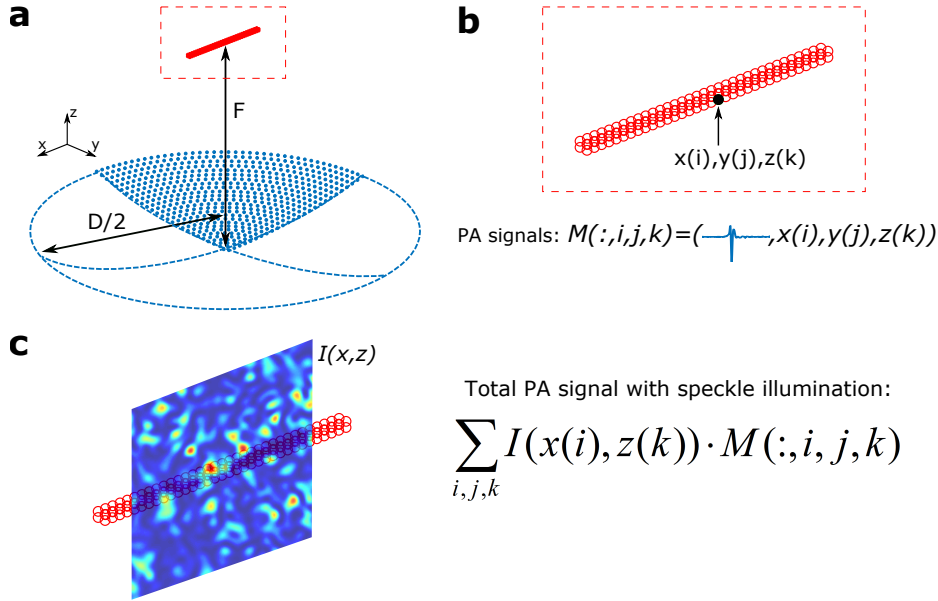 a
F
z
x
y
D/2
b
x(i),y(j),z(k)
PA signals: M(:,i,j,k)=( ,x(i),y(j),z(k))
c
I(x,z)
Total PA signal with speckle illumination:
∑ I(x(i),z(k))·M(:,i,j,k)
i,j,k